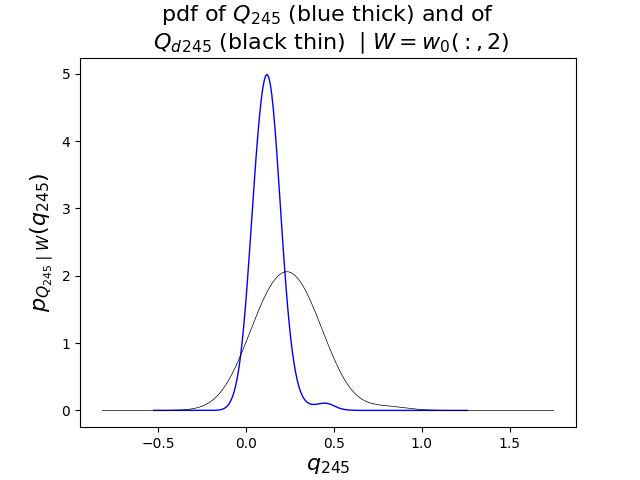 pdf of Q245 (blue thick) and of
Qd245 (black thin) | W = w0(:, 2)
pQ245 | W(q245)
5
4
3
2
1
0
−0.5 0.0 0.5 1.0 1.5
q245